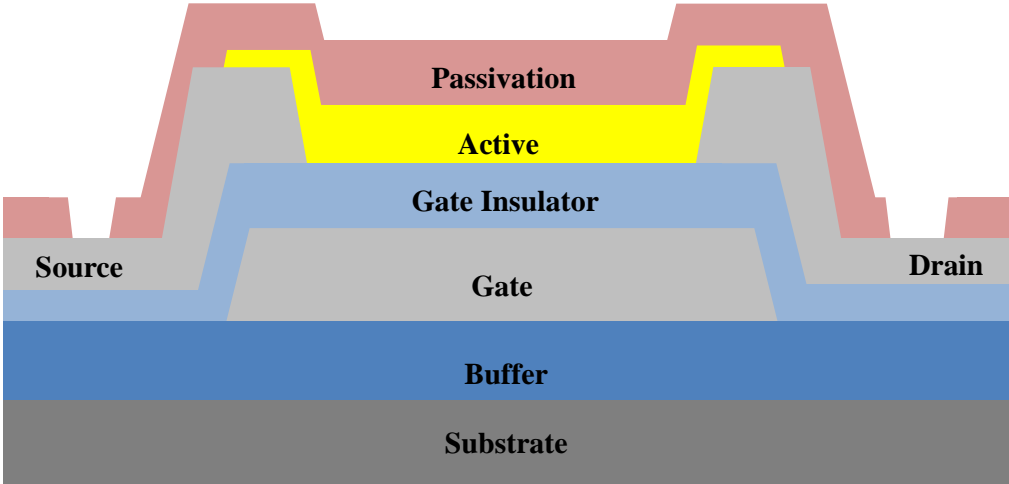 Passivation
Active
Gate Insulator
Source
Drain
Gate
Buffer
Substrate